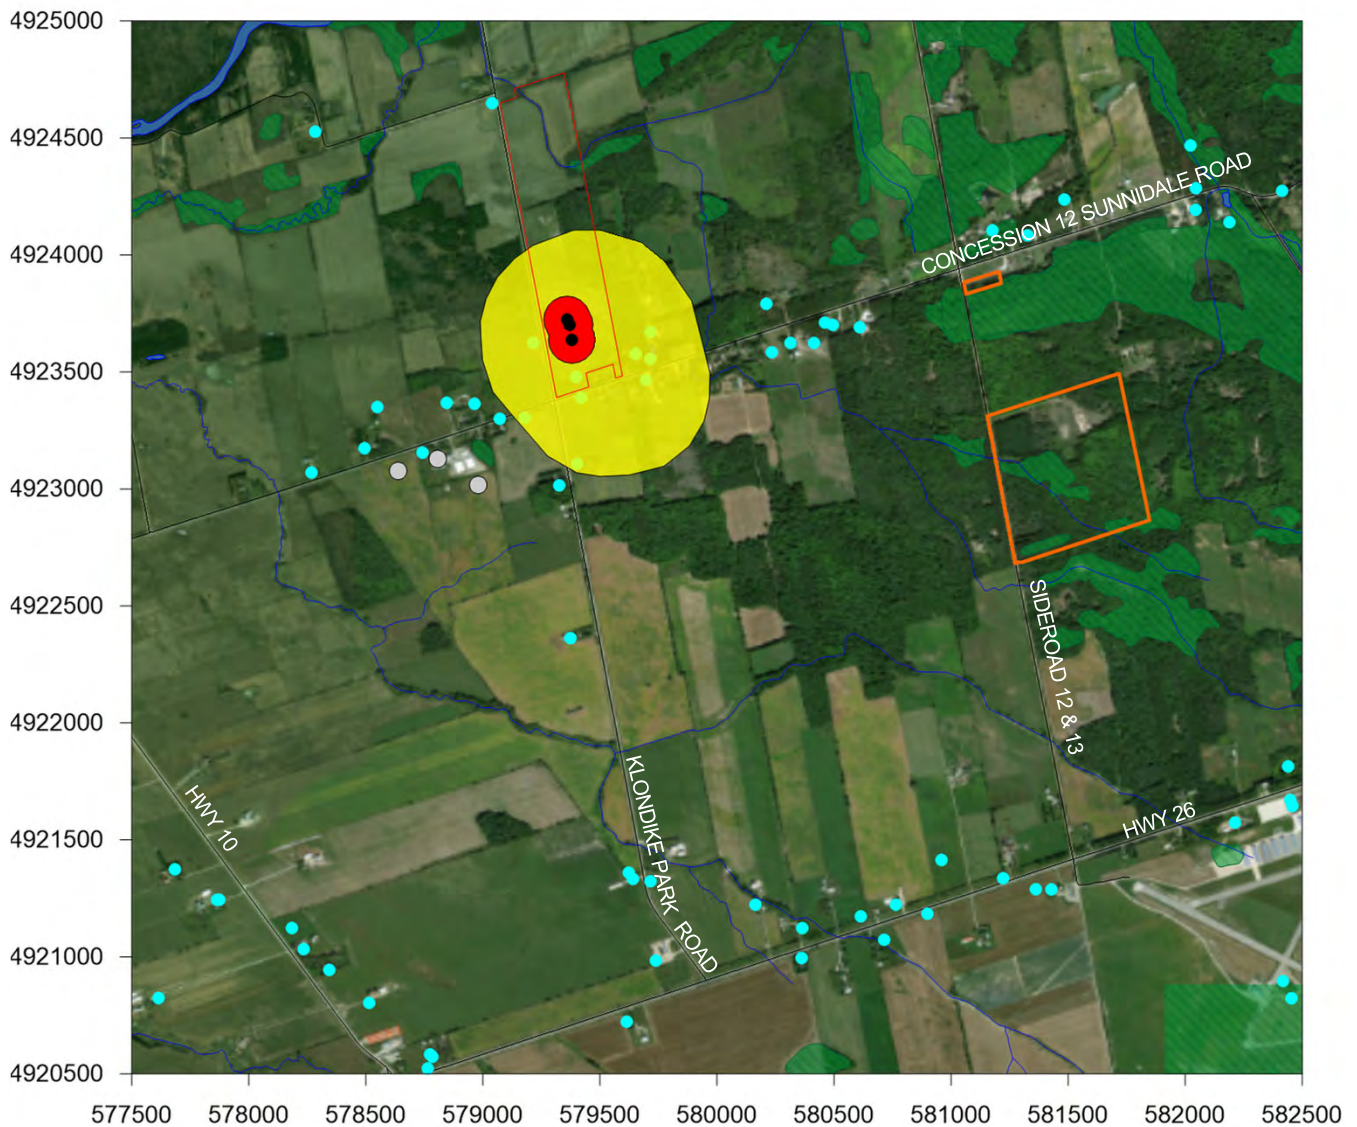 4925000
4924500
4924000
4923500
4923000
4922500
4922000
4921500
4921000
4920500
CONCESSION 12 SUNNIDALE ROAD
SIDEROAD 12 & 13
HWY 10
KLONDIKE PARK ROAD
HWY 26
577500 578000 578500 579000 579500 580000 580500 581000 581500 582000 582500